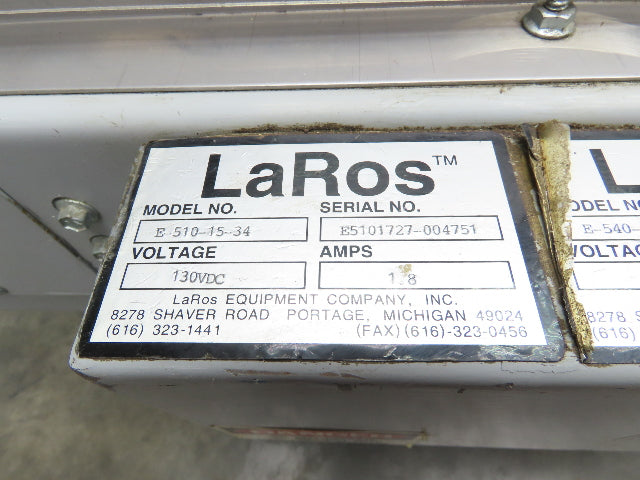 LaRos™
MODEL NO. SERIAL NO.
E-510-15-34 E5101727-004751
VOLTAGE AMPS
130VDC 1.8
LaRos EQUIPMENT COMPANY, INC.
8278 SHAVER ROAD PORTAGE, MICHIGAN 49024
(616) 323-1441 (FAX) (616)-323-0456
L
MODEL NO.
E-540-
VOLTAG
8278 S
(616)